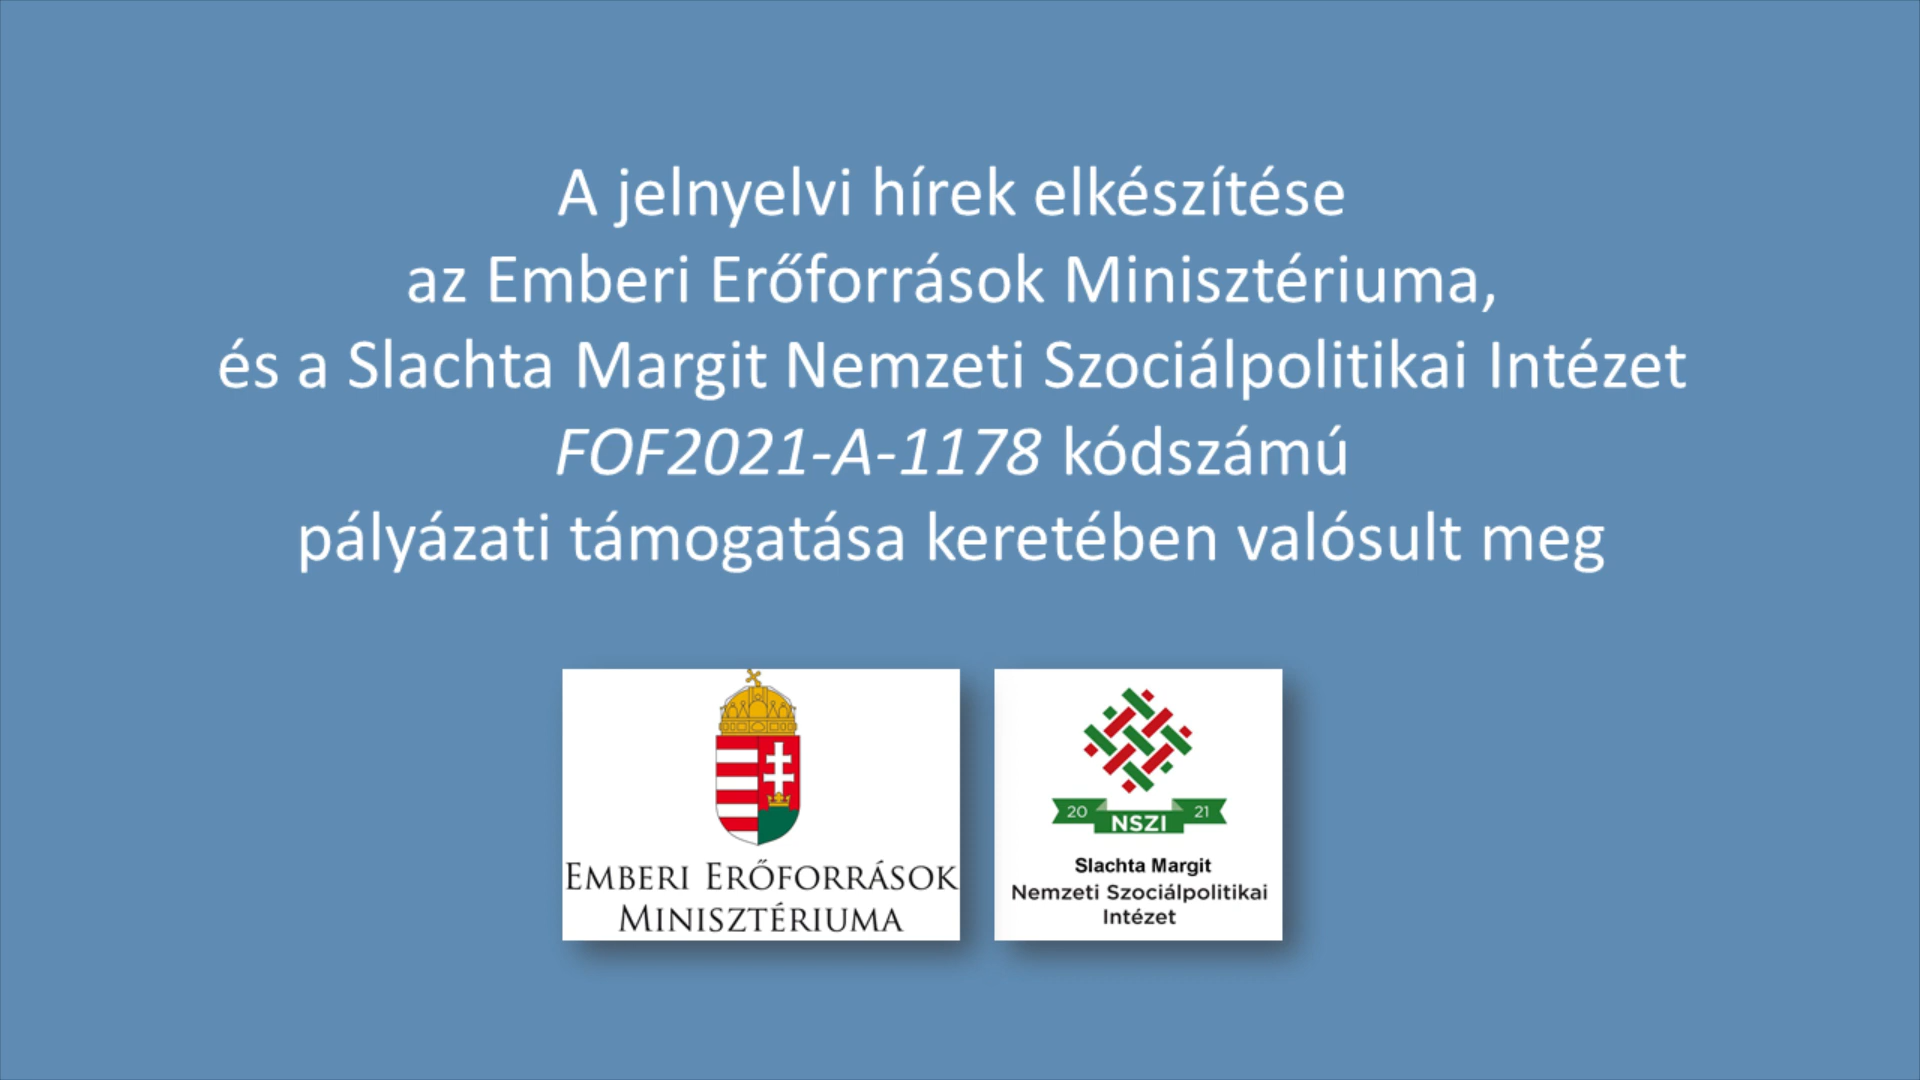 A jelnyelvi hírek elkészítése
az Emberi Erőforrások Minisztériuma,
és a Slachta Margit Nemzeti Szociálpolitikai Intézet
FOF2021-A-1178 kódszámú
pályázati támogatása keretében valósult meg
EMBERI ERŐFORRÁSOK
MINISZTÉRIUMA
20 NSZI 21
Slachta Margit
Nemzeti Szociálpolitikai
Intézet